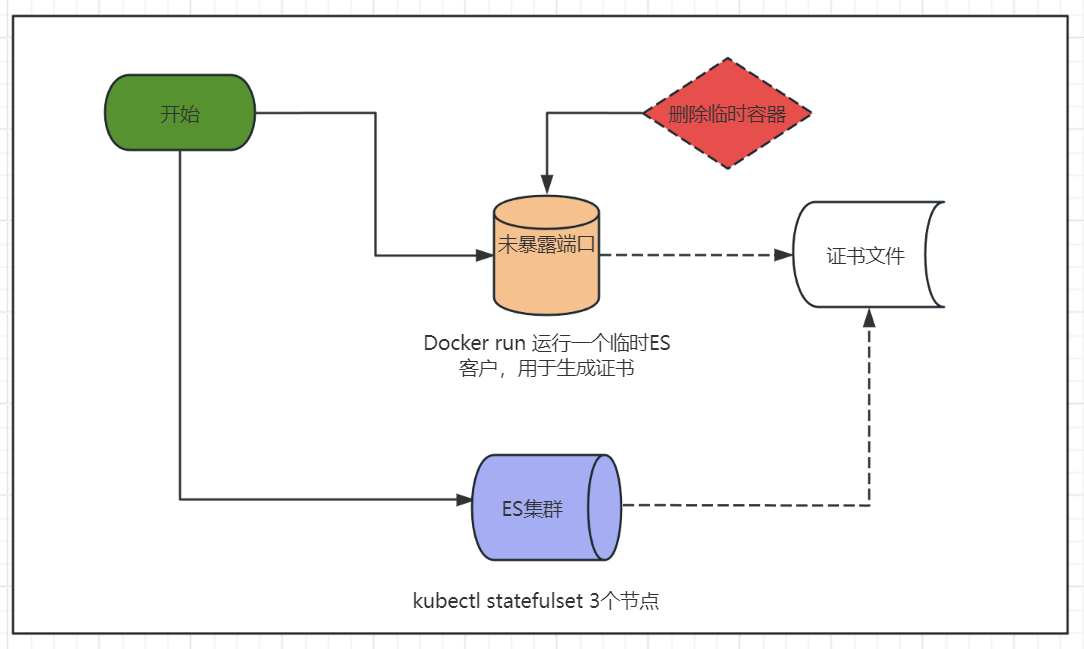 开始
删除临时容器
未暴露端口
证书文件
Docker run 运行一个临时ES
客户，用于生成证书
ES集群
kubectl statefulset 3个节点